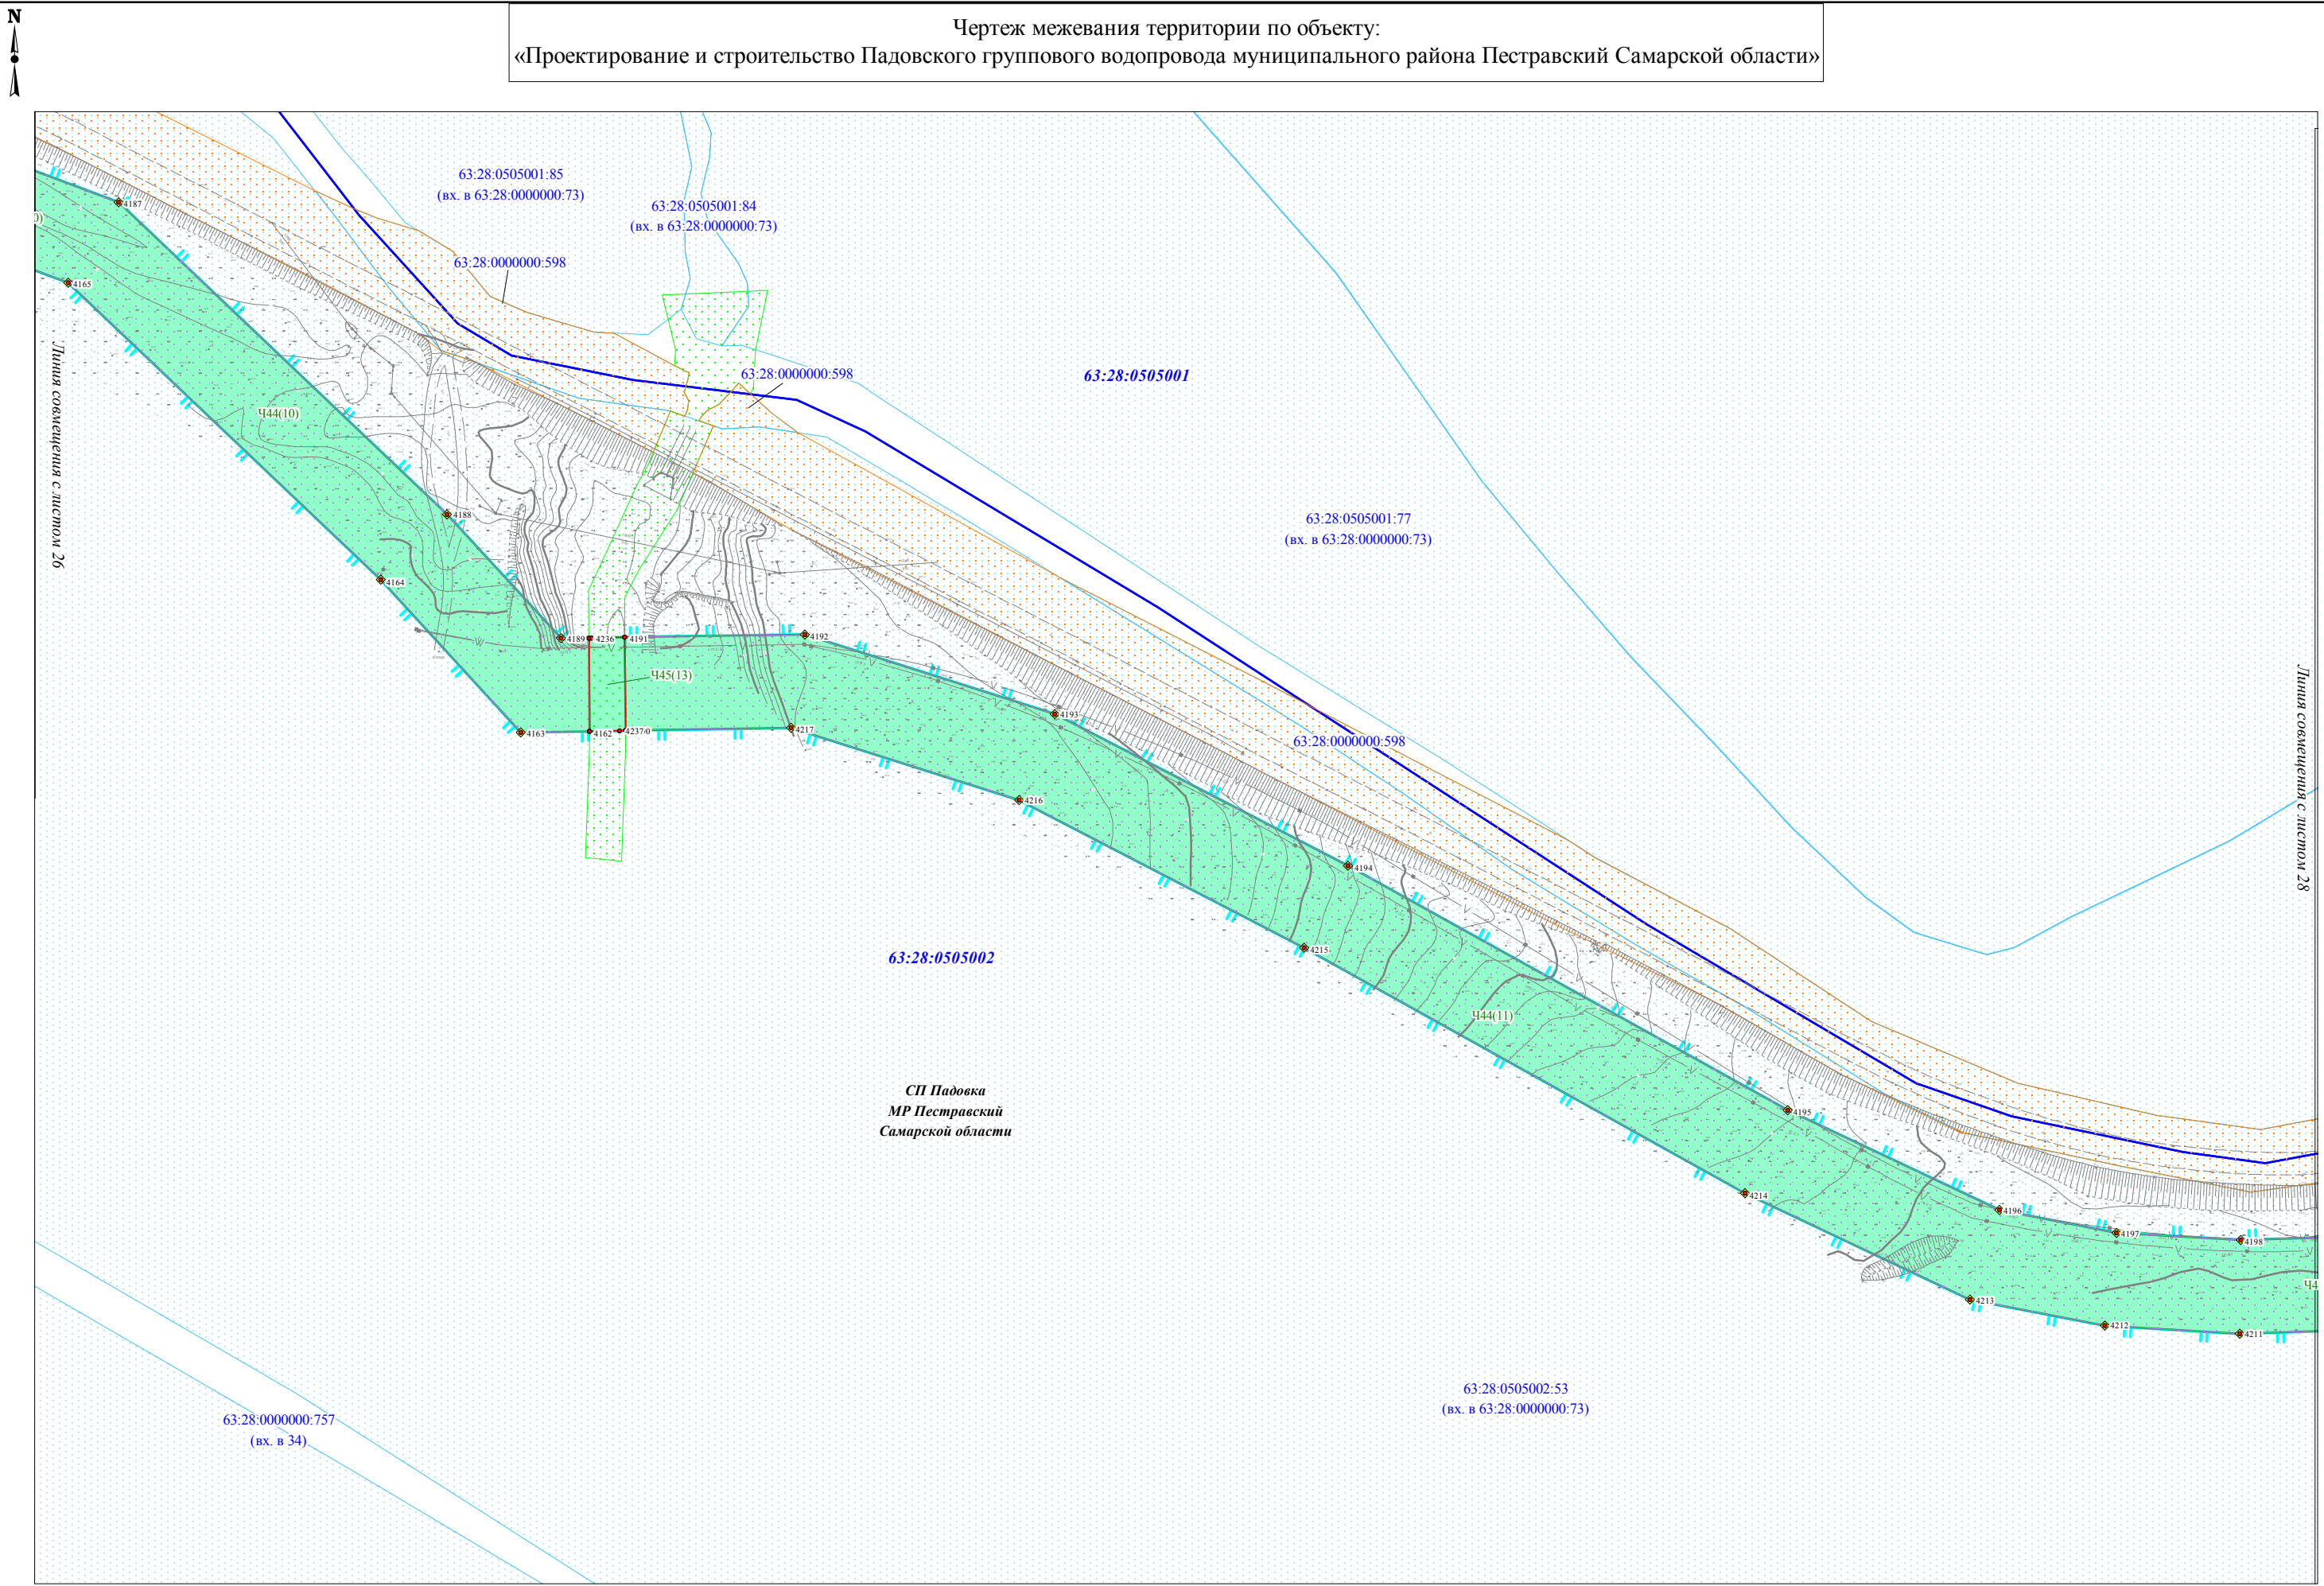 N
Чертеж межевания территории по объекту:
«Проектирование и строительство Падовского группового водопровода муниципального района Пестравский Самарской области»
63:28:0505001:85
(вх. в 63:28:0000000:73)
63:28:0505001:84
(вх. в 63:28:0000000:73)
4187
0)
63:28:0000000:598
4165
Линия совмещения с листом 26
63:28:0000000:598
63:28:0505001
Ч44(10)
4188
63:28:0505001:77
(вх. в 63:28:0000000:73)
4164
4189
4236
4191
4192
Ч45(13)
4193
Линия совмещения с листом 28
4163
4162
4237/0
4217
63:28:0000000:598
4216
4194
4215
63:28:0505002
Ч44(11)
СП Падовка
МР Пестравский
Самарской области
4195
4214
4196
4197
4198
Ч4
4213
4212
4211
63:28:0505002:53
(вх. в 63:28:0000000:73)
63:28:0000000:757
(вх. в 34)